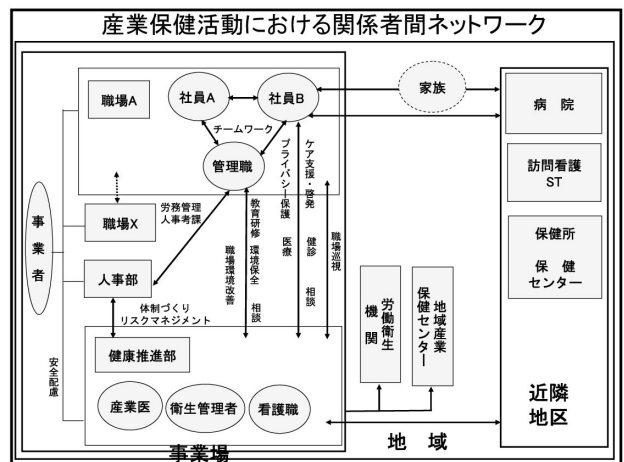 産業保健活動における関係者間ネットワーク
職場A
社員A
社員B
家族
病 院
チームワーク
管理職
訪問看護
ST
事業者
職場X
労務管理
人事考課
プライバシー保護 医療
ケア支援・啓発 健診 相談
教育研修 環境保全 相談
職場環境改善
職場巡視
保健所
保 健
センター
人事部
体制づくり
リスクマネジメント
労働衛生
機 関
地域産業
保健センター
安全配慮
健康推進部
産業医
衛生管理者
看護職
近隣
地区
事業場
地 域